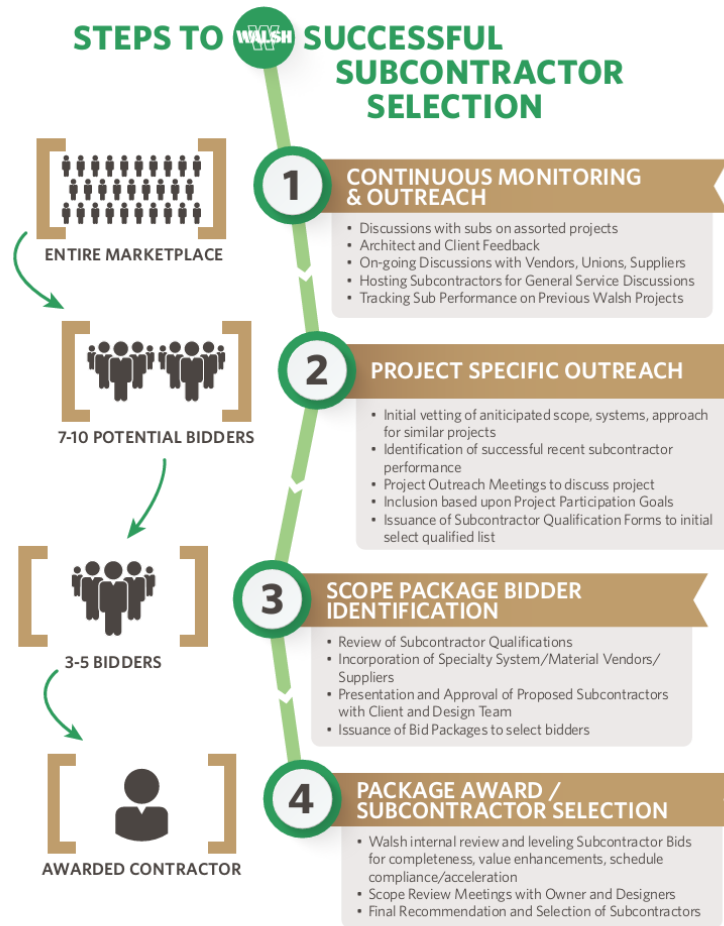 STEPS TO WALSH SUCCESSFUL
SUBCONTRACTOR
SELECTION
ENTIRE MARKETPLACE
1
CONTINUOUS MONITORING
& OUTREACH
• Discussions with subs on assorted projects
• Architect and Client Feedback
• On-going Discussions with Vendors, Unions, Suppliers
• Hosting Subcontractors for General Service Discussions
• Tracking Sub Performance on Previous Walsh Projects
7-10 POTENTIAL BIDDERS
2
PROJECT SPECIFIC OUTREACH
• Initial vetting of aniticipated scope, systems, approach
for similar projects
• Identification of successful recent subcontractor
performance
• Project Outreach Meetings to discuss project
• Inclusion based upon Project Participation Goals
• Issuance of Subcontractor Qualification Forms to initial
select qualified list
3-5 BIDDERS
3
SCOPE PACKAGE BIDDER
IDENTIFICATION
• Review of Subcontractor Qualifications
• Incorporation of Specialty System/Material Vendors/
Suppliers
• Presentation and Approval of Proposed Subcontractors
with Client and Design Team
• Issuance of Bid Packages to select bidders
AWARDED CONTRACTOR
4
PACKAGE AWARD /
SUBCONTRACTOR SELECTION
• Walsh internal review and leveling Subcontractor Bids
for completeness, value enhancements, schedule
compliance/acceleration
• Scope Review Meetings with Owner and Designers
• Final Recommendation and Selection of Subcontractors